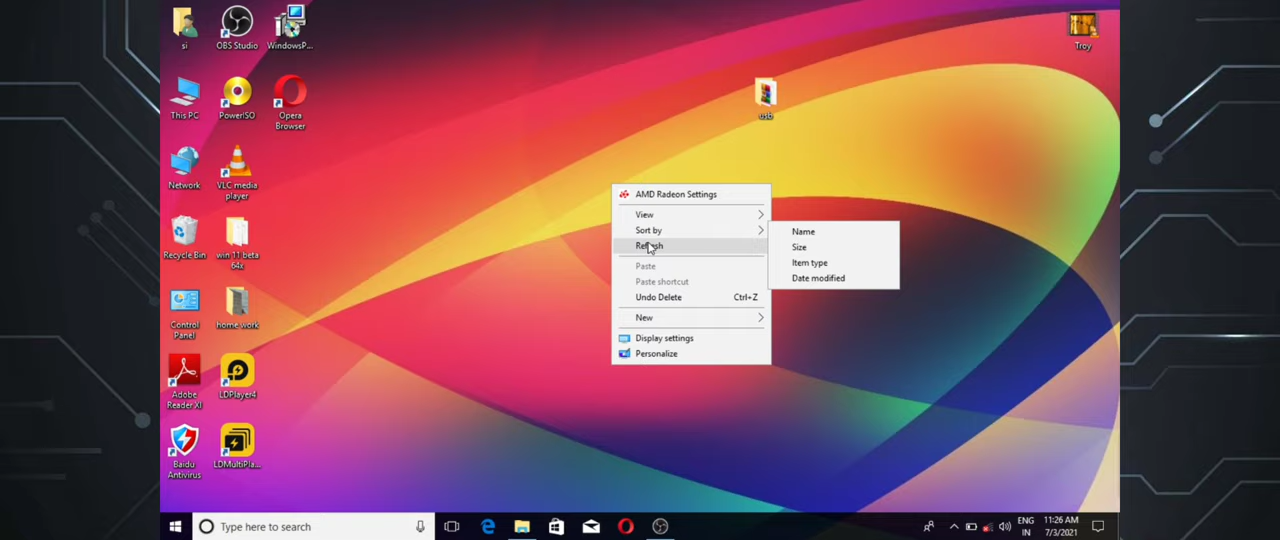 si
OBS Studio
WindowsP...
Troy
This PC
PowerISO
Opera
Browser
usb
Network
VLC media
player
Recycle Bin
win 11 beta
64x
Control
Panel
home work
Adobe
Reader XI
LDPlayer4
Baidu
Antivirus
LDMultiPla...
AMD Radeon Settings
View
Sort by
Refresh
Paste
Paste shortcut
Undo Delete Ctrl+Z
New
Display settings
Personalize
Name
Size
Item type
Date modified
Type here to search
ENG
IN
11:26 AM
7/3/2021